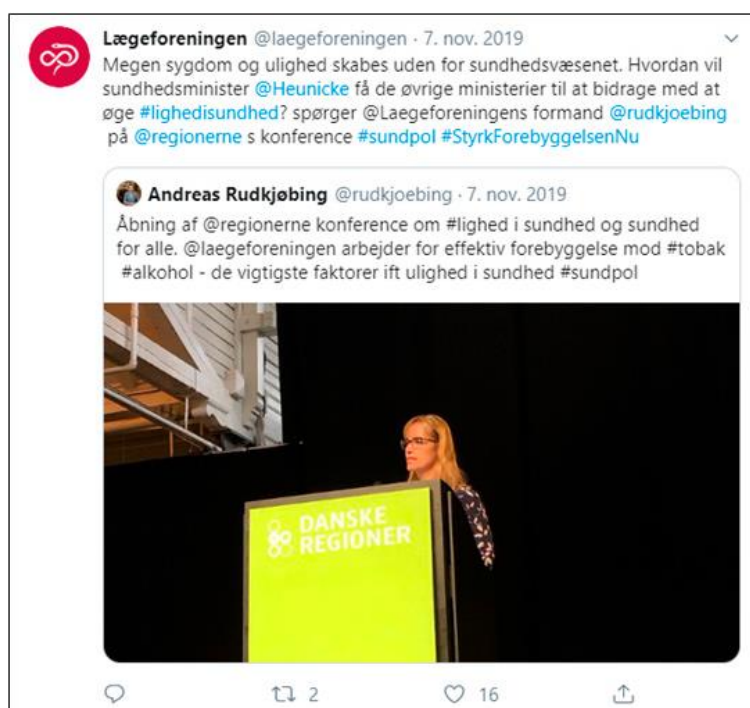 Lægeforeningen @laegeforeningen · 7. nov. 2019
Megen sygdom og ulighed skabes uden for sundhedsvæsenet. Hvordan vil
sundhedsminister @Heunicke få de øvrige ministerier til at bidrage med at
øge #lighedisundhed? spørger @Laegeforeningens formand @rudkjoebing
på @regionerne s konference #sundpol #StyrkForebyggelsenNu
Andreas Rudkjøbing @rudkjoebing · 7. nov. 2019
Åbning af @regionerne konference om #lighed i sundhed og sundhed
for alle. @laegeforeningen arbejder for effektiv forebyggelse mod #tobak
#alkohol - de vigtigste faktorer ift ulighed i sundhed #sundpol
DANSKE
REGIONER
2 16